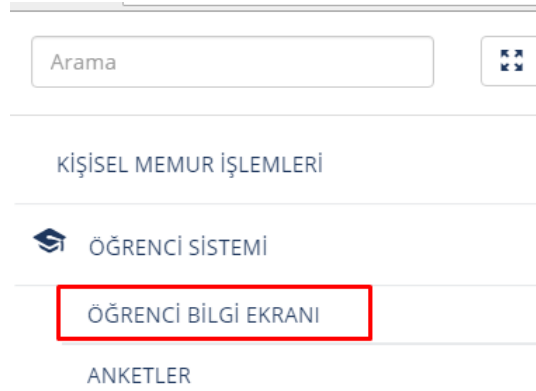 Arama
KİŞİSEL MEMUR İŞLEMLERİ
ÖĞRENCİ SİSTEMİ
ÖĞRENCİ BİLGİ EKRANI
ANKETLER